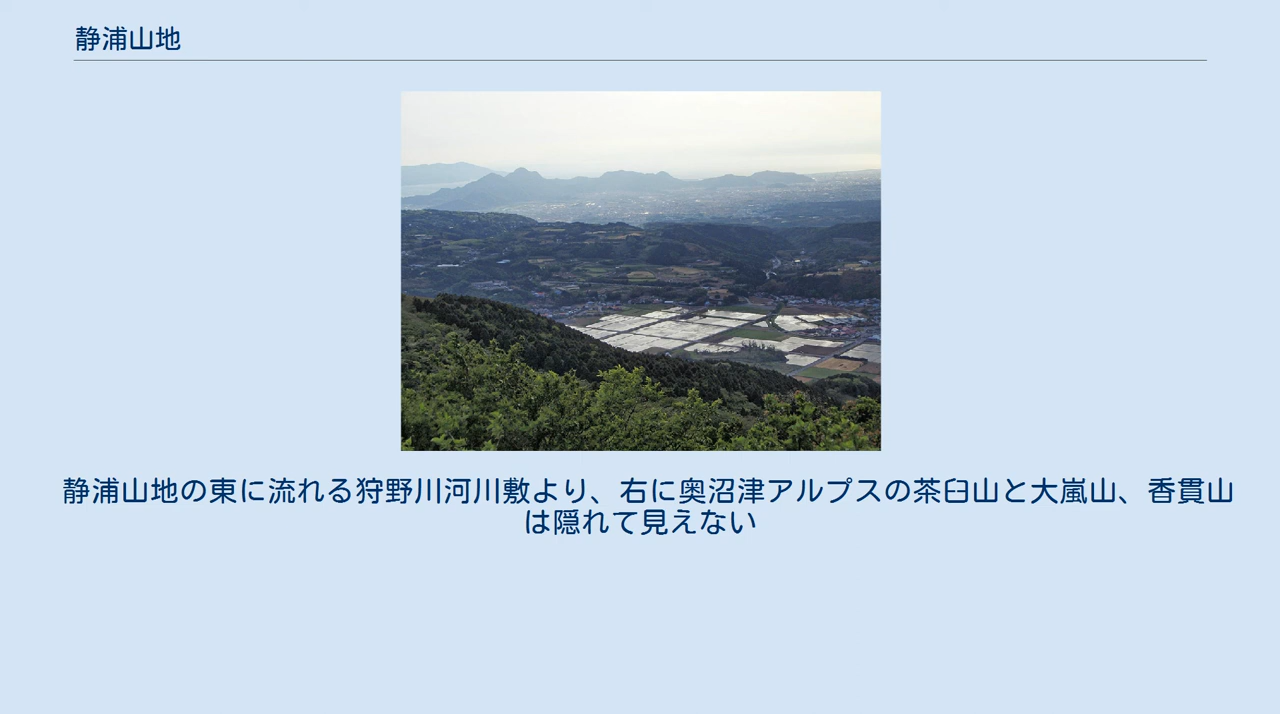 静浦山地
静浦山地の東に流れる狩野川河川敷より、右に奥沼津アルプスの茶臼山と大嵐山、香貫山
は隠れて見えない